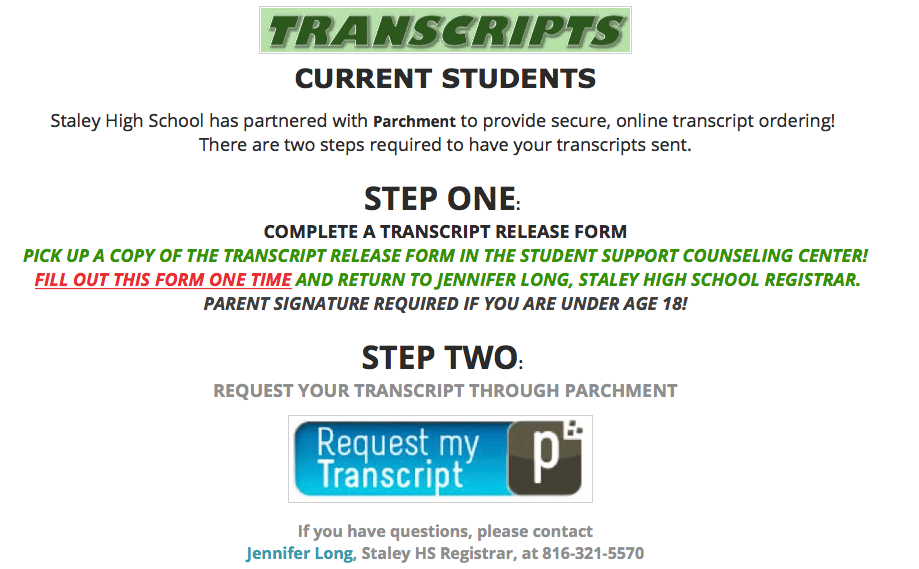 TRANSCRIPTS
CURRENT STUDENTS
Staley High School has partnered with Parchment to provide secure, online transcript ordering!
There are two steps required to have your transcripts sent.
STEP ONE:
COMPLETE A TRANSCRIPT RELEASE FORM
PICK UP A COPY OF THE TRANSCRIPT RELEASE FORM IN THE STUDENT SUPPORT COUNSELING CENTER!
FILL OUT THIS FORM ONE TIME AND RETURN TO JENNIFER LONG, STALEY HIGH SCHOOL REGISTRAR.
PARENT SIGNATURE REQUIRED IF YOU ARE UNDER AGE 18!
STEP TWO:
REQUEST YOUR TRANSCRIPT THROUGH PARCHMENT
Request my
Transcript
p
If you have questions, please contact
Jennifer Long, Staley HS Registrar, at 816-321-5570